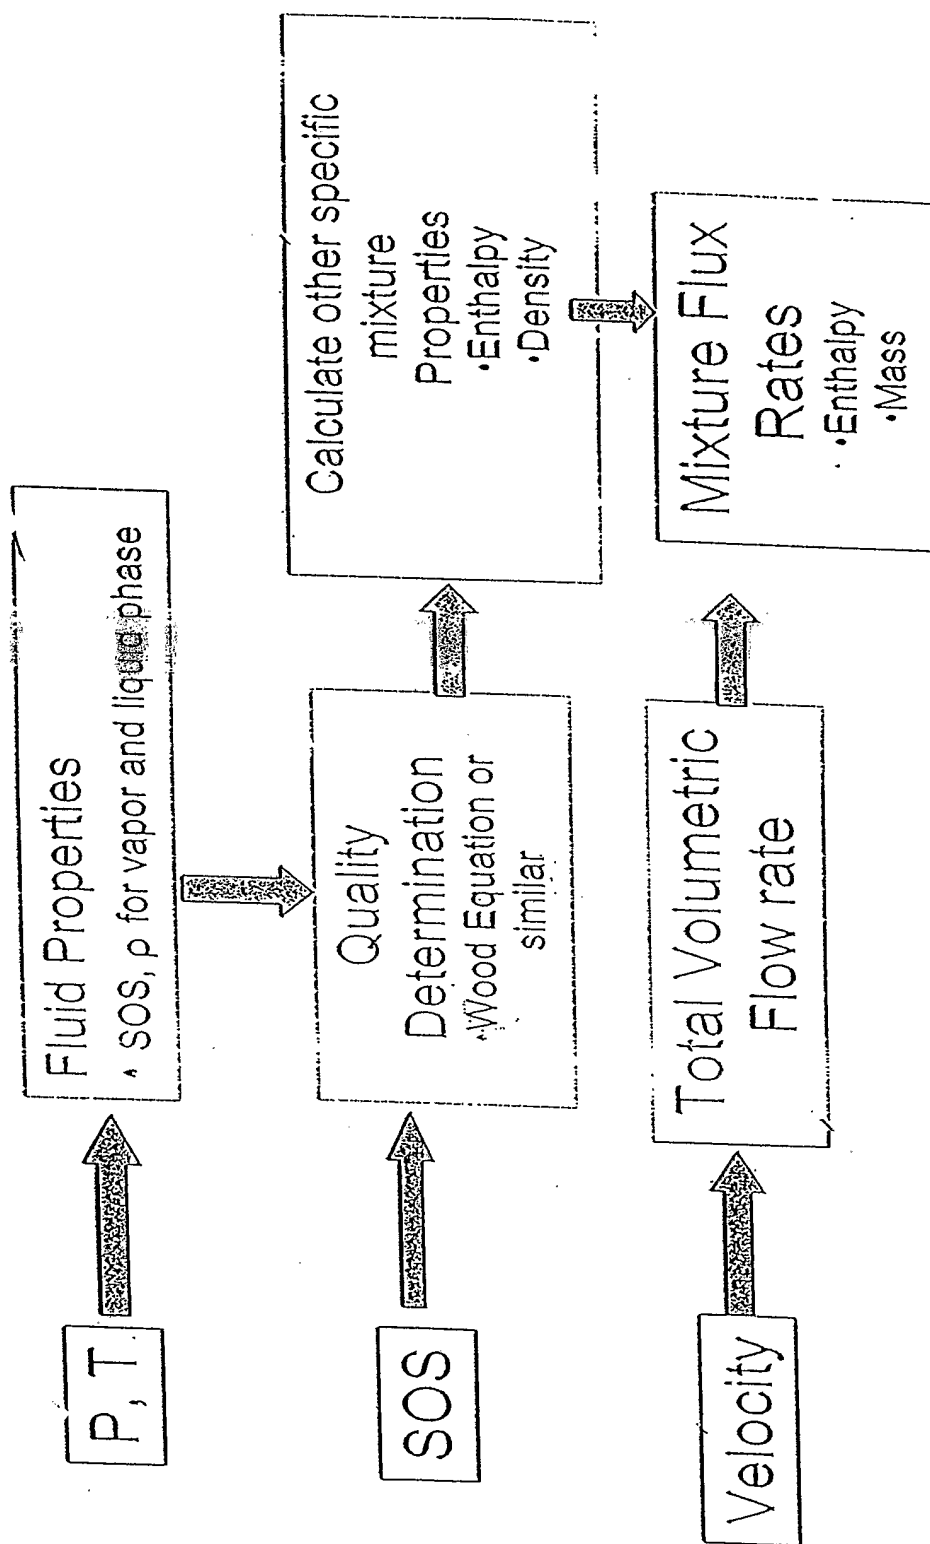 P, T
Fluid Properties
• SOS, ρ for vapor and liquid phase
SOS
Quality
Determination
•Wood Equation or
similar
Calculate other specific
mixture
Properties
•Enthalpy
•Density
Velocity
Total Volumetric
Flow rate
Mixture Flux
Rates
•Enthalpy
•Mass